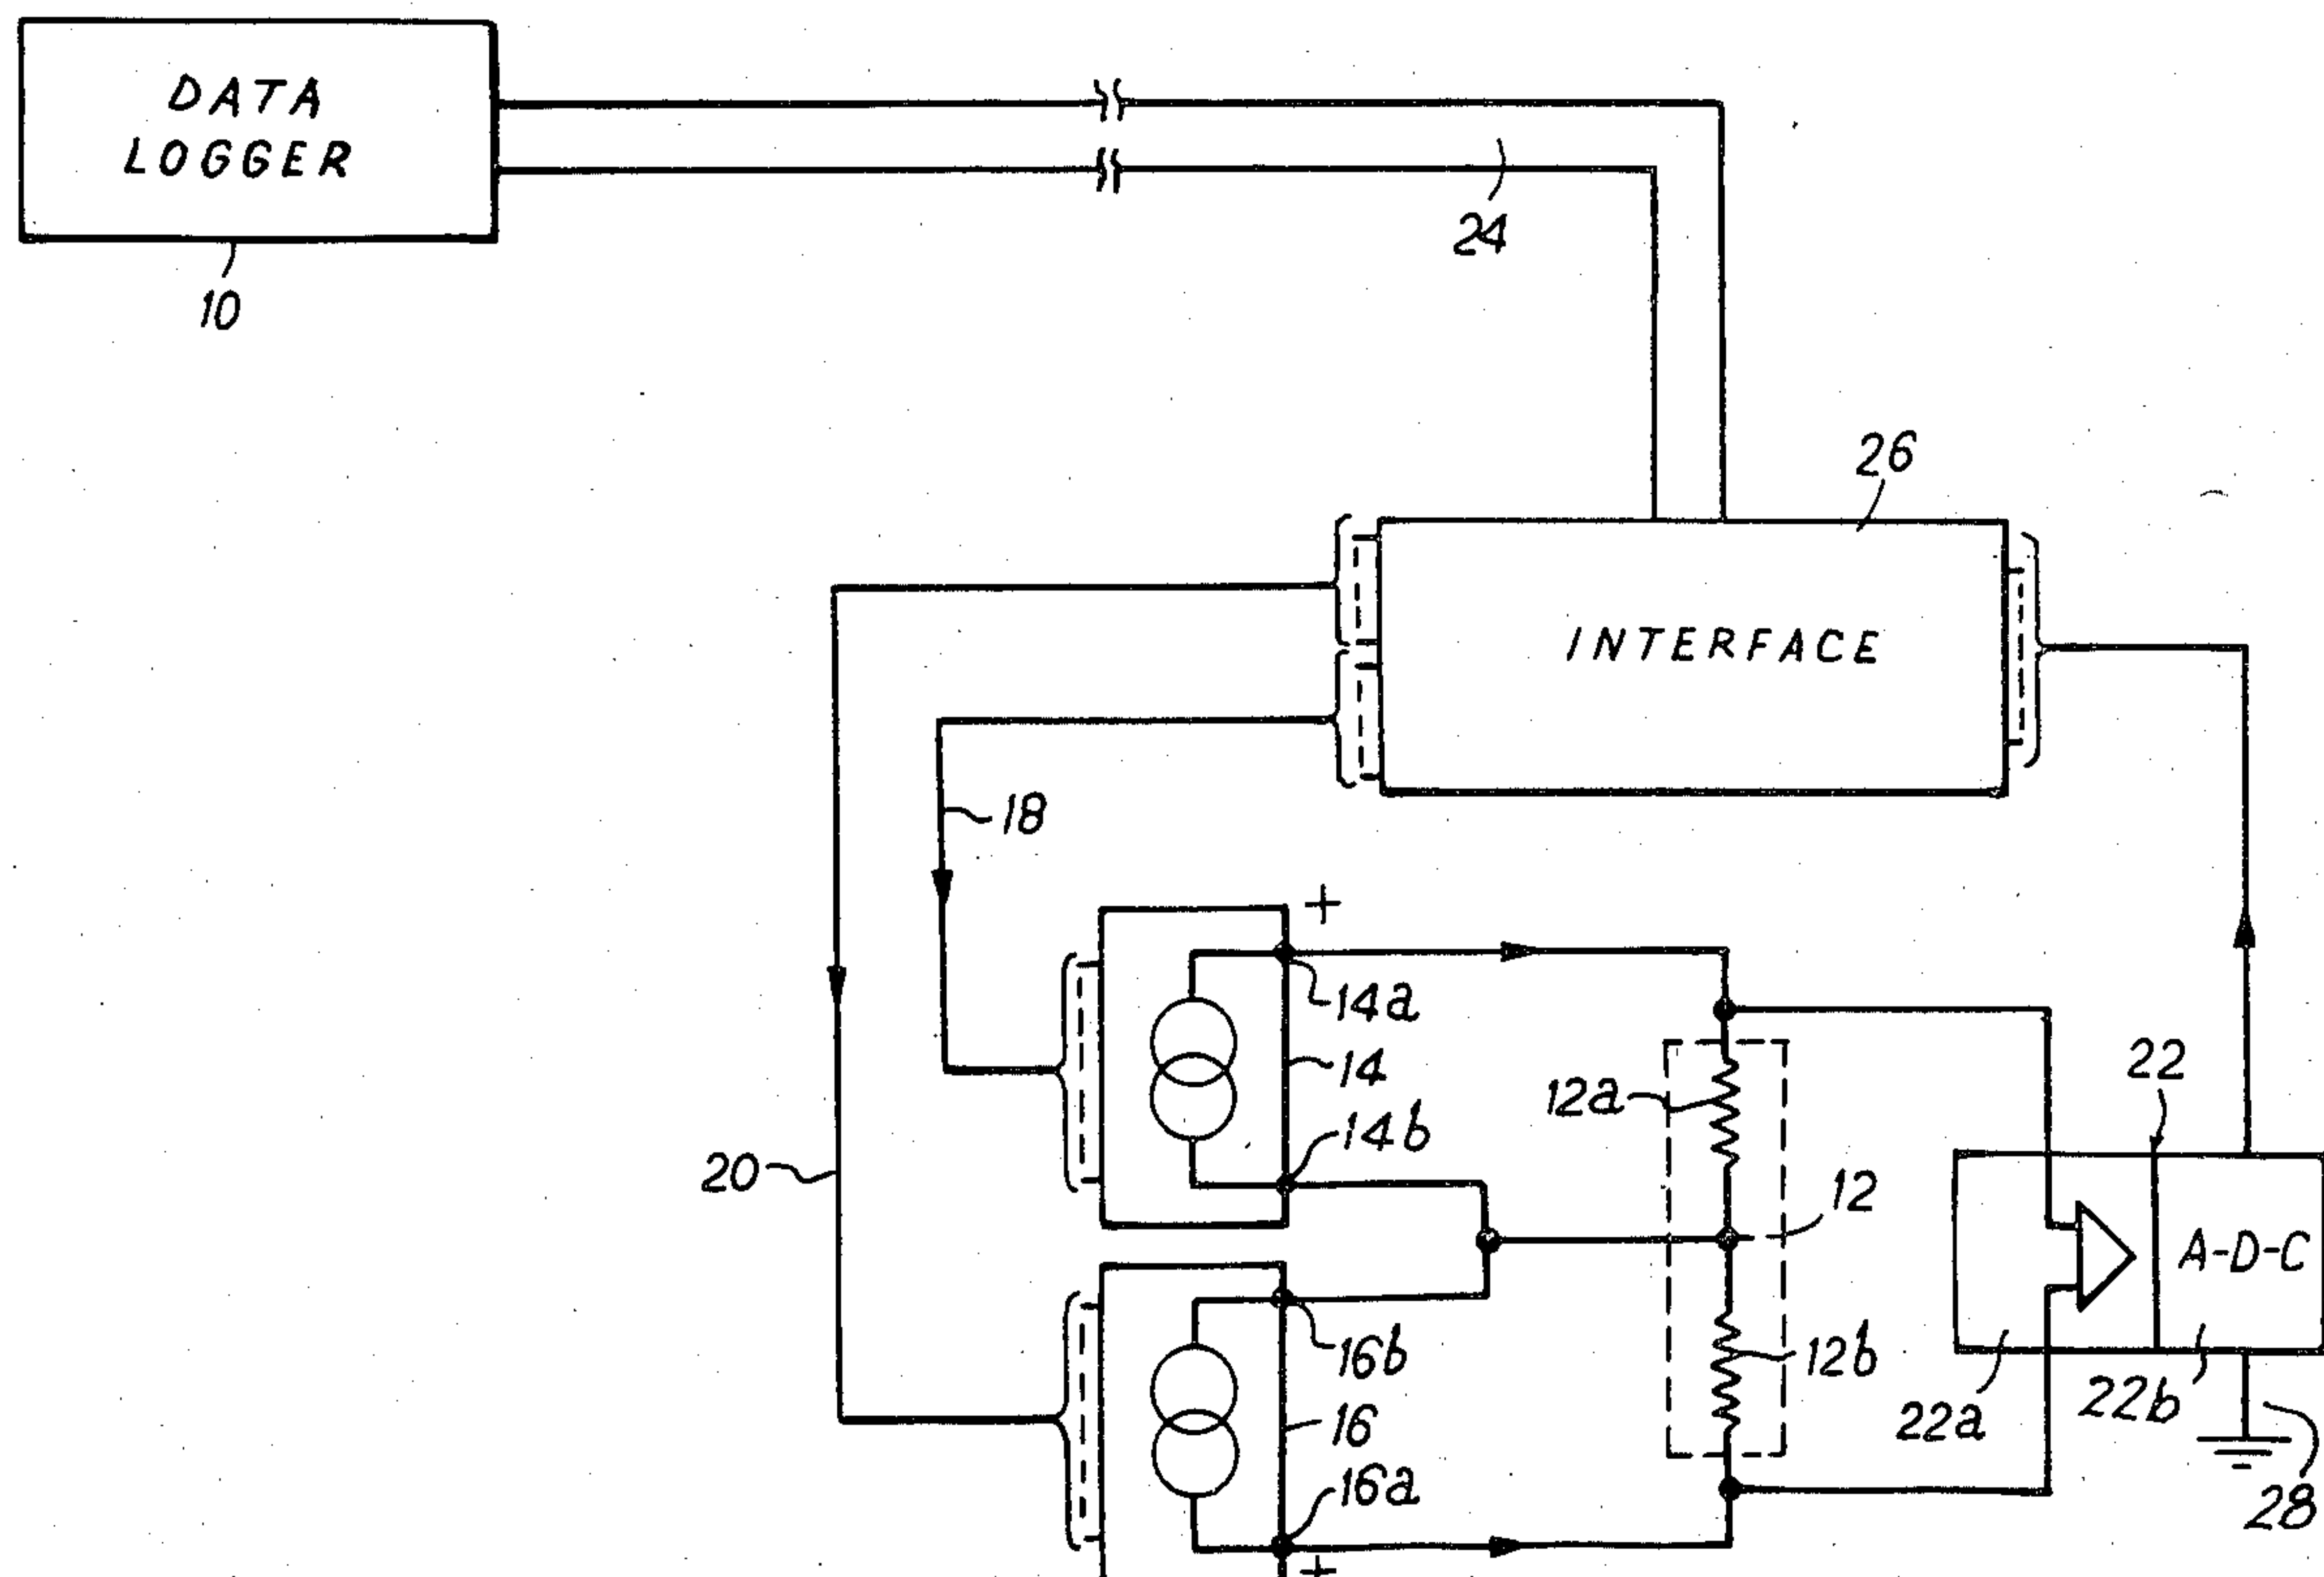 DATA
LOGGER
10
24
26
INTERFACE
18
+
14a
14
14b
12a
22
20
12
A-D-C
16b
12b
16
22a
22b
16a
28
+